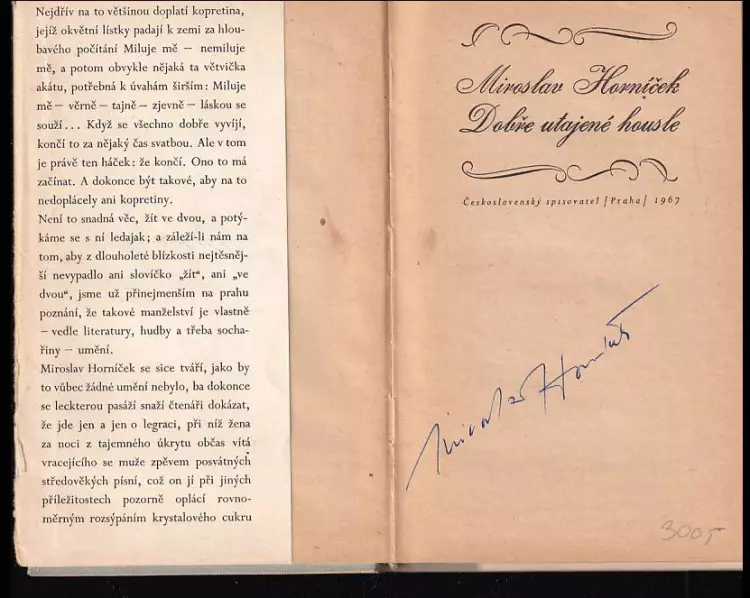 Nejdřív na to většinou doplatí kopretina,
jejíž okvětní lístky padají k zemi za hlou-
bavého počítání Miluje mě — nemiluje
mě, a potom obvykle nějaká ta větvička
akátu, potřebná k úvahám širším: Miluje
mě — věrně — tajně — zjevně — láskou se
souží... Když se všechno dobře vyvíjí,
končí to za nějaký čas svatbou. Ale v tom
je právě ten háček: že končí. Ono to má
začínat. A dokonce být takové, aby na to
nedoplácely ani kopretiny.
Není to snadná věc, žít ve dvou, a potý-
káme se s ní ledajak; a záleží-li nám na
tom, aby z dlouholeté blízkosti nejtěsněj-
ší nevypadlo ani slovíčko „žít“, ani „ve
dvou“, jsme už přinejmenším na prahu
poznání, že takové manželství je vlastně
— vedle literatury, hudby a třeba socha-
řiny — umění.
Miroslav Horníček se sice tváří, jako by
to vůbec žádné umění nebylo, ba dokonce
se leckterou pasáží snaží čtenáři dokázat,
že jde jen a jen o legraci, při níž žena
za noci z tajemného úkrytu občas vítá
vracejícího se muže zpěvem posvátných
středověkých písní, což on jí při jiných
příležitostech pozorně oplácí rovno-
měrným rozsýpáním krystalového cukru
Miroslav Horníček
Dobře utajené housle
Československý spisovatel / Praha / 1967
Miroslav Horníček